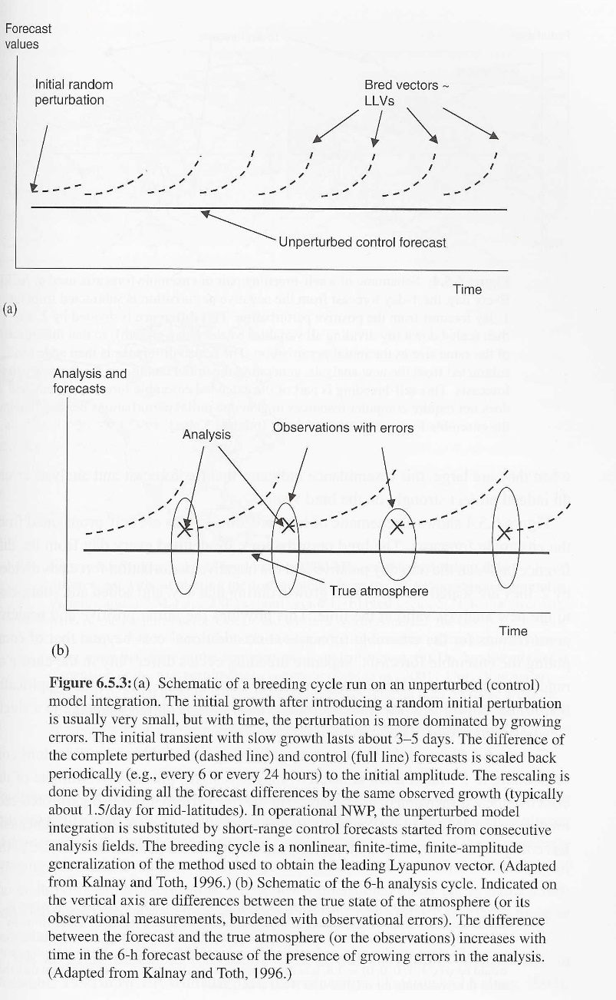 Forecast
values
Initial random
perturbation
Bred vectors ~
LLVs
Unperturbed control forecast
Time
(a)
Analysis and
forecasts
Analysis
Observations with errors
True atmosphere
Time
(b)
Figure 6.5.3: (a) Schematic of a breeding cycle run on an unperturbed (control)
model integration. The initial growth after introducing a random initial perturbation
is usually very small, but with time, the perturbation is more dominated by growing
errors. The initial transient with slow growth lasts about 3–5 days. The difference of
the complete perturbed (dashed line) and control (full line) forecasts is scaled back
periodically (e.g., every 6 or every 24 hours) to the initial amplitude. The rescaling is
done by dividing all the forecast differences by the same observed growth (typically
about 1.5/day for mid-latitudes). In operational NWP, the unperturbed model
integration is substituted by short-range control forecasts started from consecutive
analysis fields. The breeding cycle is a nonlinear, finite-time, finite-amplitude
generalization of the method used to obtain the leading Lyapunov vector. (Adapted
from Kalnay and Toth, 1996.) (b) Schematic of the 6-h analysis cycle. Indicated on
the vertical axis are differences between the true state of the atmosphere (or its
observational measurements, burdened with observational errors). The difference
between the forecast and the true atmosphere (or the observations) increases with
time in the 6-h forecast because of the presence of growing errors in the analysis.
(Adapted from Kalnay and Toth, 1996.)